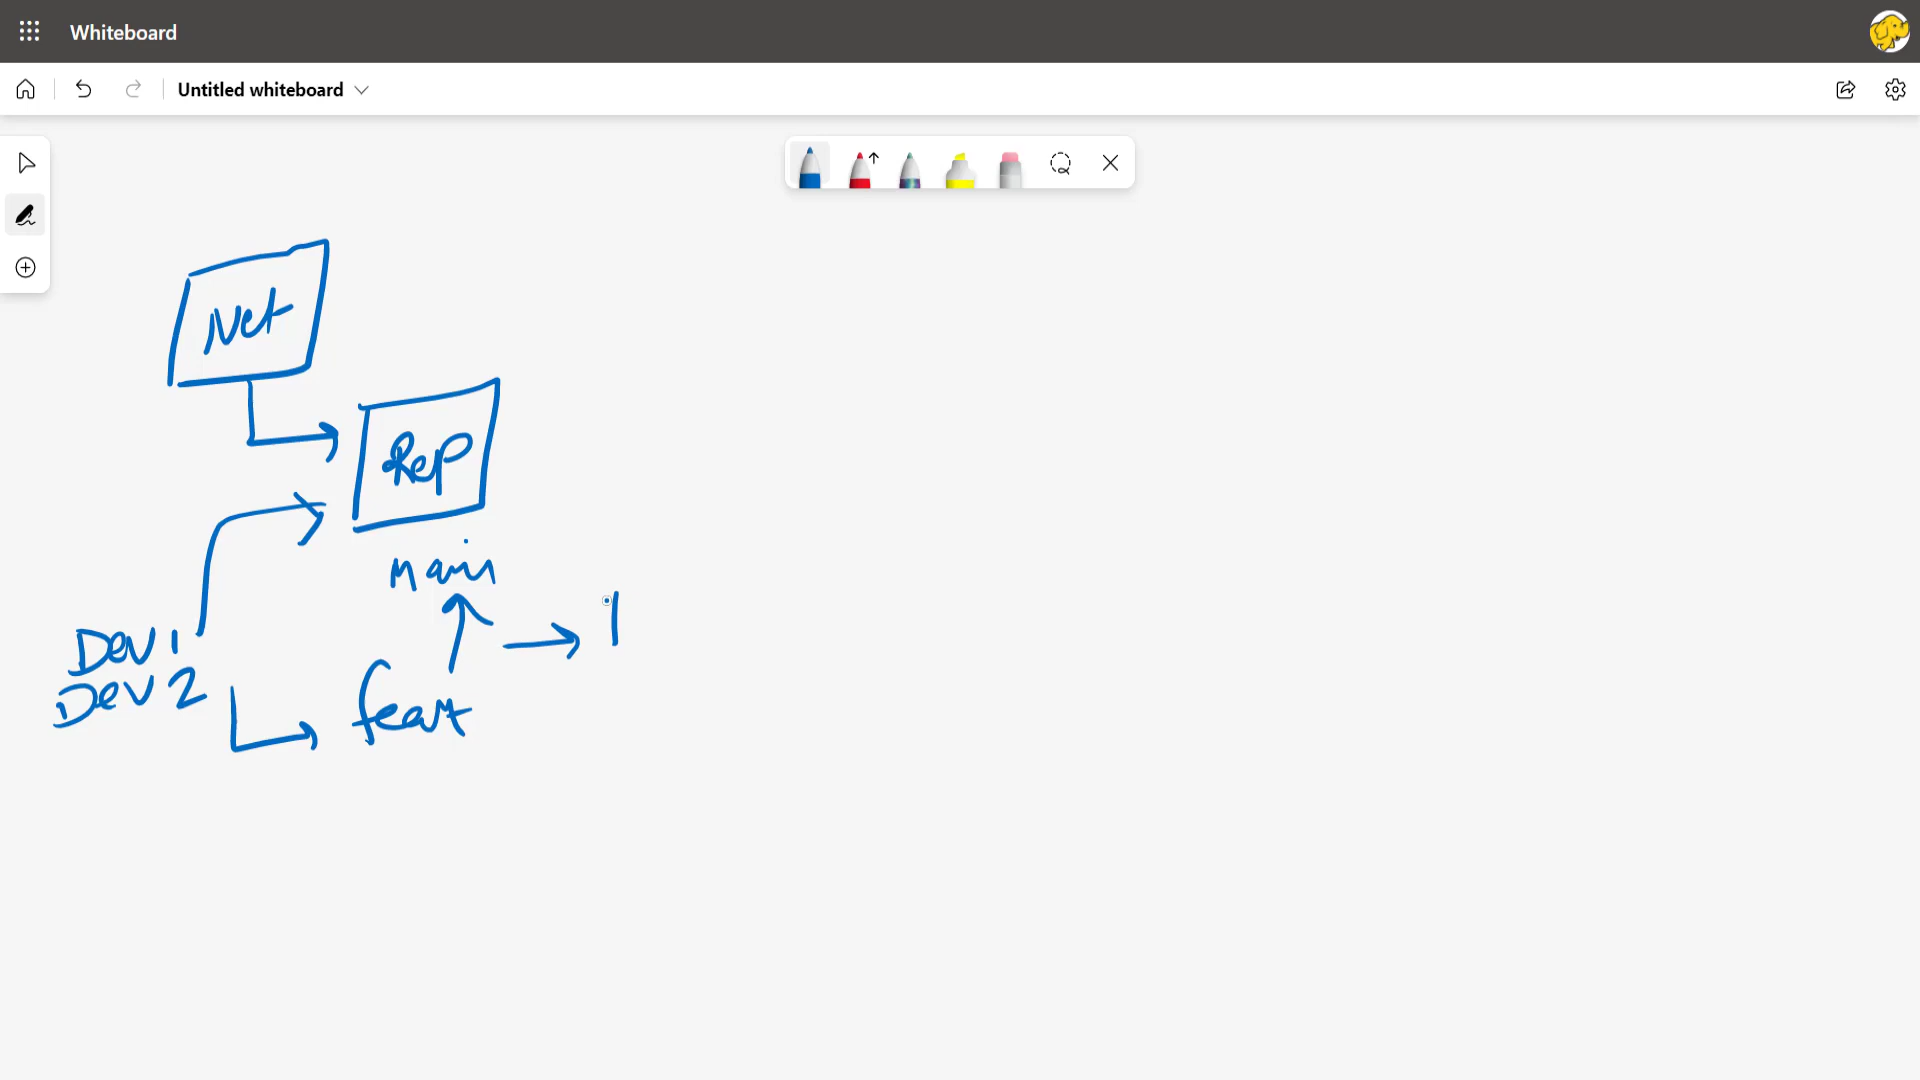 Whiteboard
Untitled whiteboard
Net
Rep
main
Dev 1
Dev 2
feat